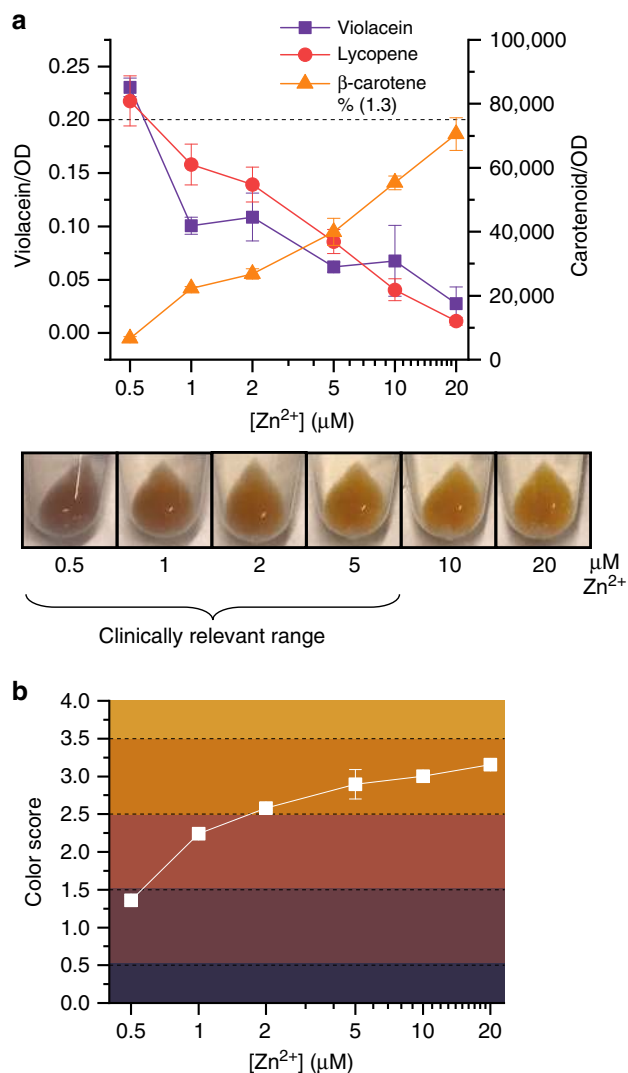 a
Violacein
Lycopene
β-carotene
% (1.3)
0.25
0.20
0.15
0.10
0.05
0.00
Violacein/OD
100,000
80,000
60,000
40,000
20,000
0
Carotenoid/OD
0.5 1 2 5 10 20
[Zn²⁺] (μM)
0.5 1 2 5 10 20 μM
Zn²⁺
Clinically relevant range
b
4.0
3.5
3.0
2.5
2.0
1.5
1.0
0.5
0.0
Color score
0.5 1 2 5 10 20
[Zn²⁺] (μM)